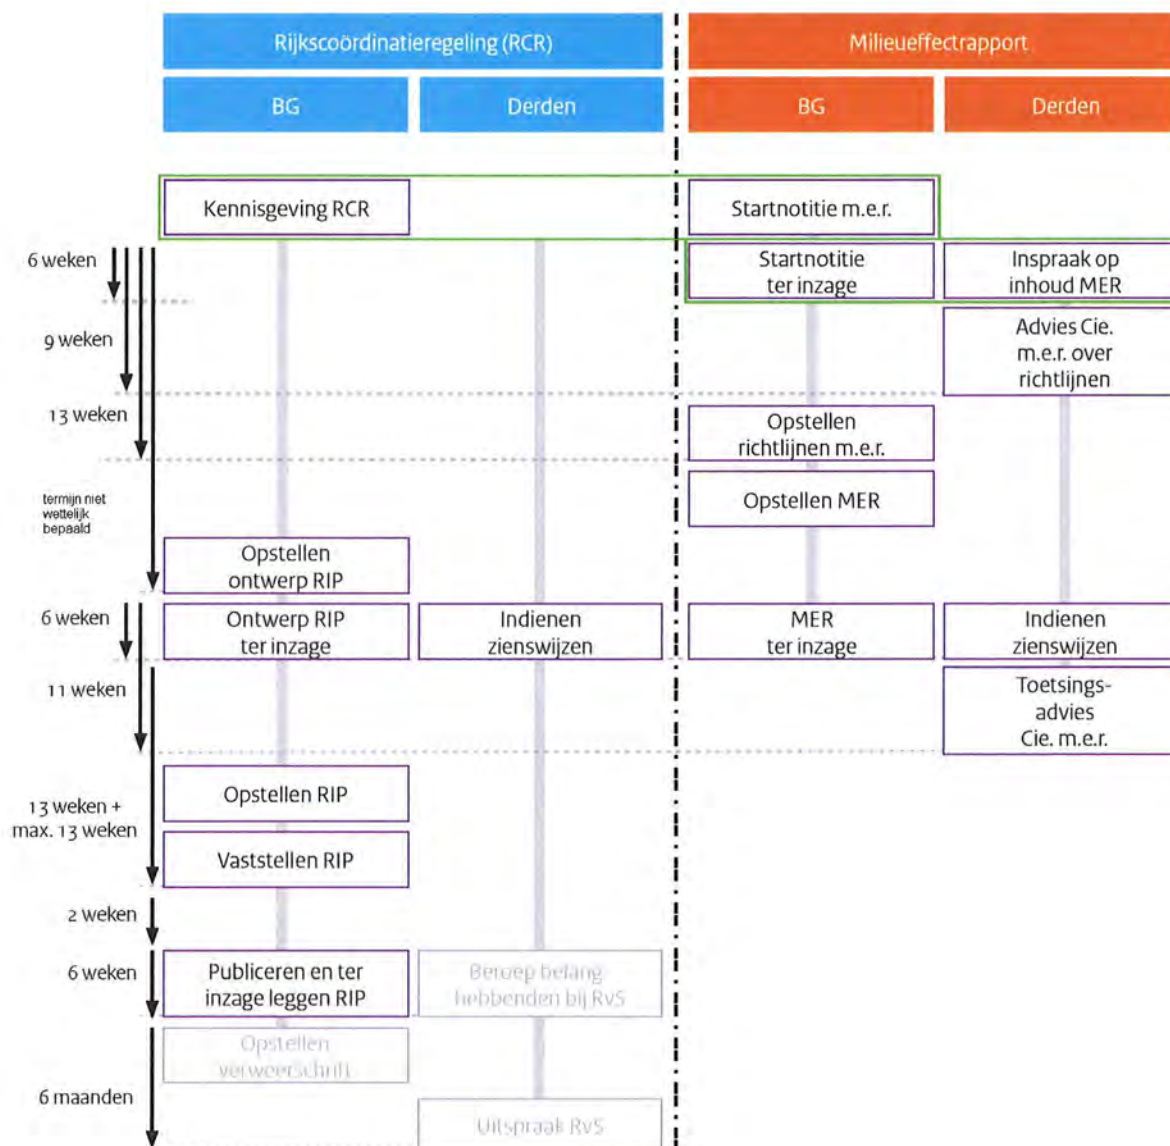 Rijkscoördinatieregeling (RCR)
Milieueffectrapport
BG
Derden
BG
Derden
Kennisgeving RCR
Startnotitie m.e.r.
6 weken
Startnotitie
ter inzage
Inspraak op
inhoud MER
9 weken
Advies Cie.
m.e.r. over
richtlijnen
13 weken
Opstellen
richtlijnen m.e.r.
termijn niet
wettelijk
bepaald
Opstellen MER
Opstellen
ontwerp RIP
6 weken
Ontwerp RIP
ter inzage
Indienen
zienswijzen
MER
ter inzage
Indienen
zienswijzen
11 weken
Toetsings-
advies
Cie. m.e.r.
13 weken +
max. 13 weken
Opstellen RIP
Vaststellen RIP
2 weken
6 weken
Publiceren en ter
inzage leggen RIP
Beroep belang
hebbenden bij RvS
Opstellen
verweerschrift
6 maanden
Uitspraak RvS